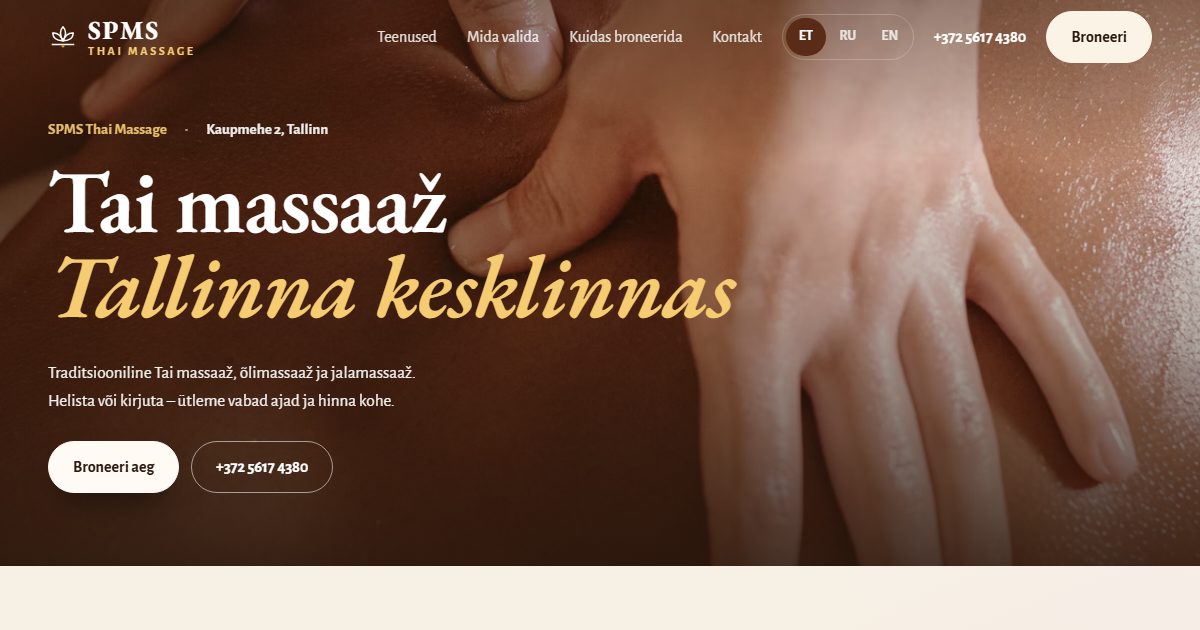 SPMS
THAI MASSAGE
Teenused
Mida valida
Kuidas broneerida
Kontakt
ET
RU
EN
+372 5617 4380
Broneeri
SPMS Thai Massage · Kaupmehe 2, Tallinn
Tai massaaž
Tallinna kesklinnas
Traditsiooniline Tai massaaž, õlimassaaž ja jalamassaaž.
Helista või kirjuta – ütleme vabad ajad ja hinna kohe.
Broneeri aeg
+372 5617 4380